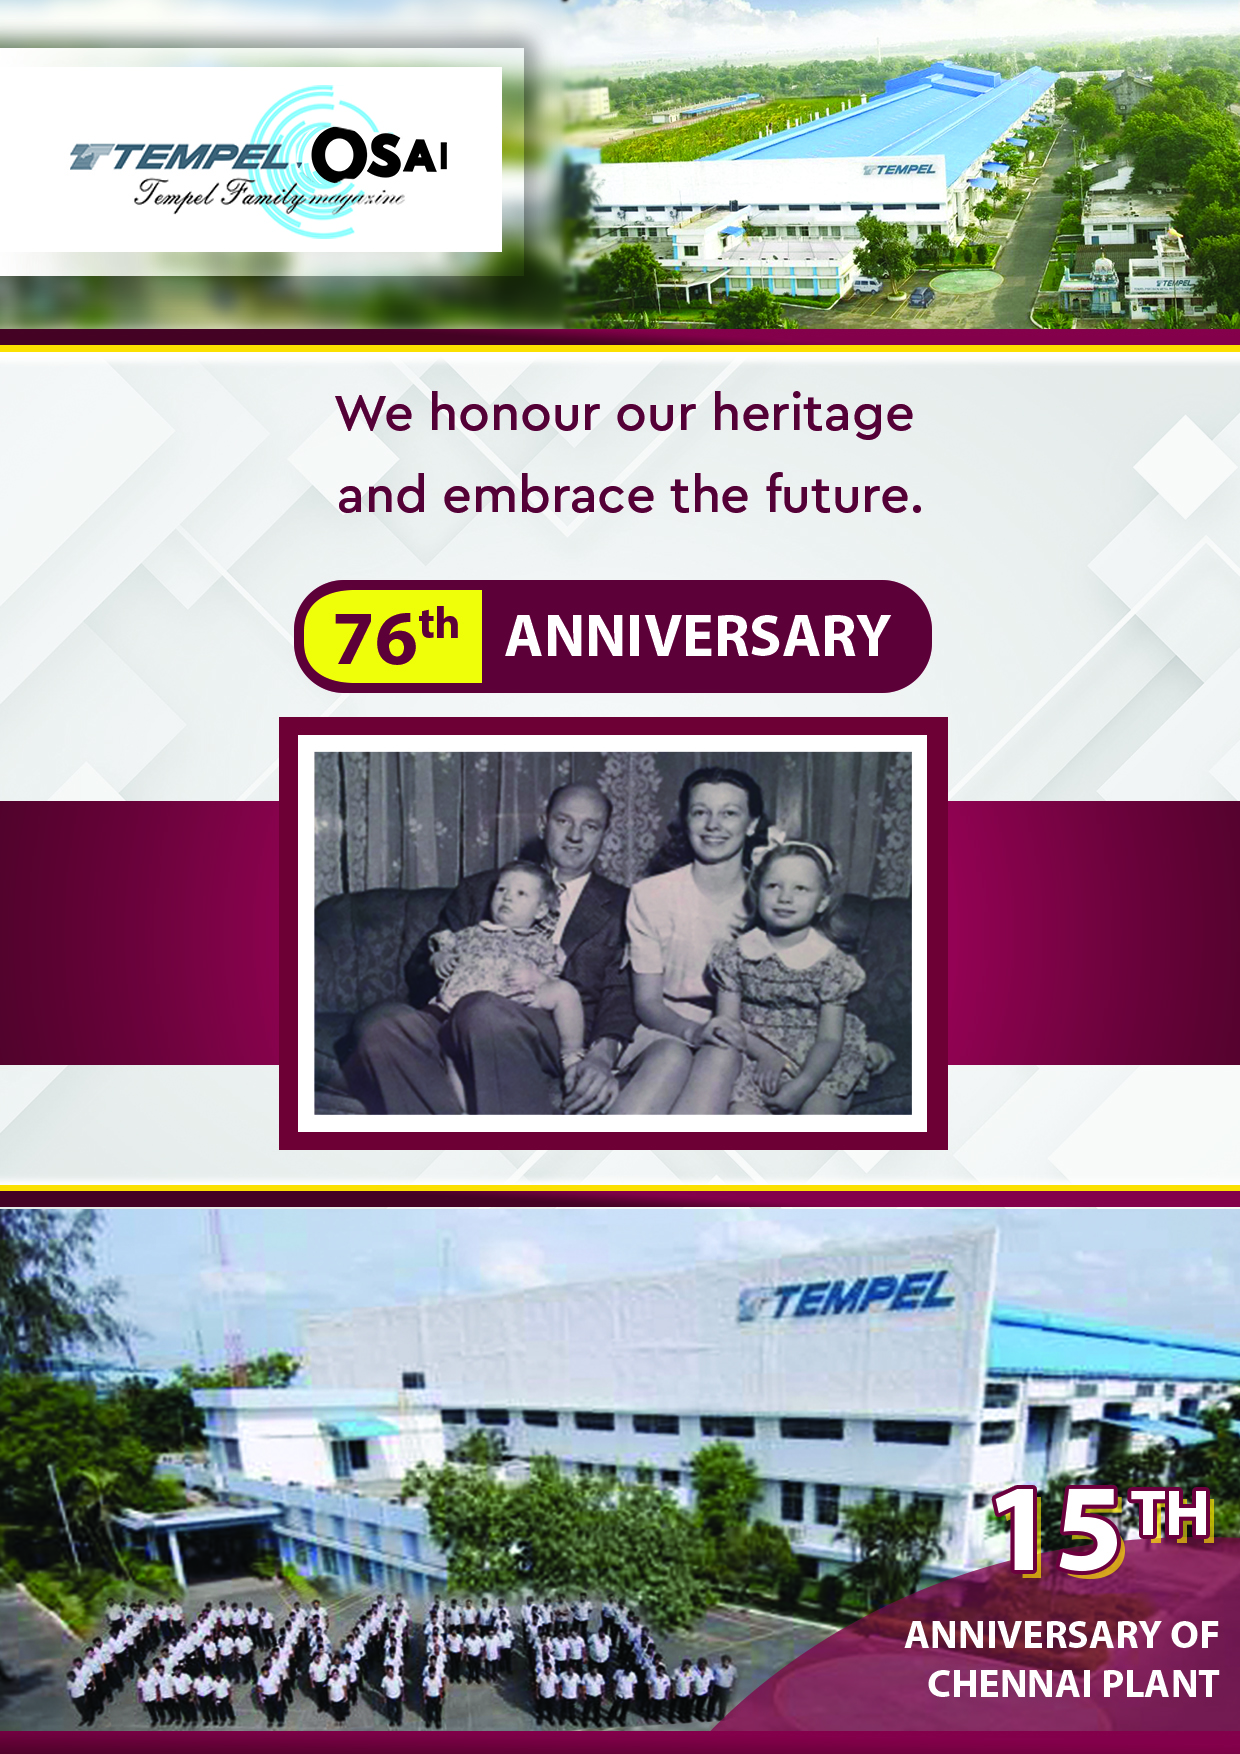 TEMPEL OSAI
Tempel Family magazine
TEMPEL
TEMPEL
We honour our heritage
and embrace the future.
76th ANNIVERSARY
TEMPEL
15TH
ANNIVERSARY OF
CHENNAI PLANT